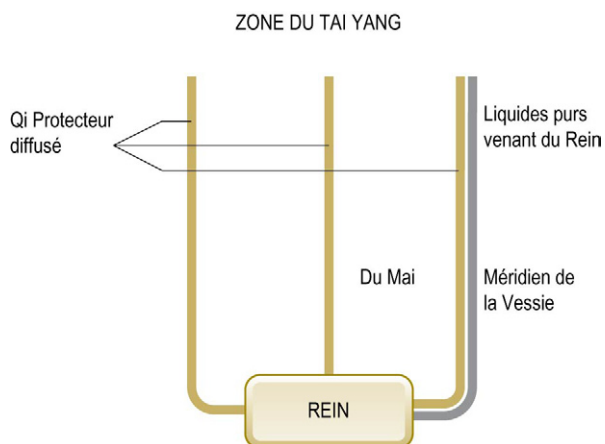 ZONE DU TAI YANG
Qi Protecteur
diffusé
Liquides purs
venant du Rein
Du Mai
Méridien de
la Vessie
REIN